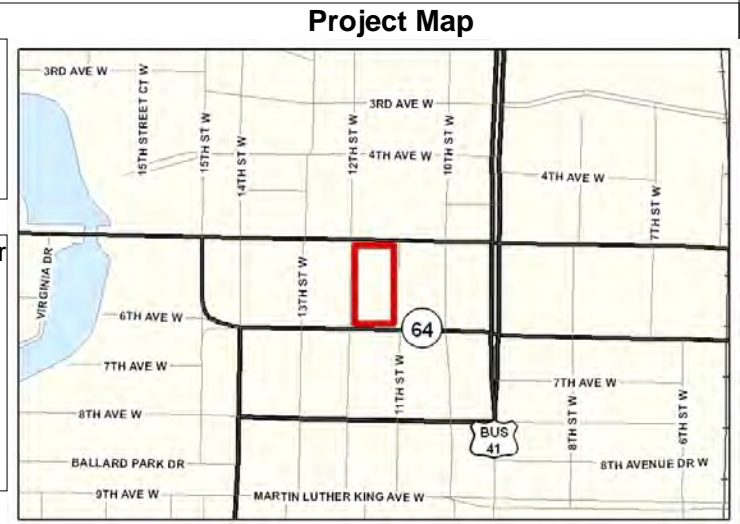 Project Map
r
3RD AVE W
15TH STREET CT W
15TH ST W
14TH ST W
12TH ST W
3RD AVE W
4TH AVE W
10TH ST W
4TH AVE W
7TH ST W
VIRGINIA DR
13TH ST W
6TH AVE W
64
7TH AVE W
11TH ST W
7TH AVE W
8TH AVE W
BUS
41
8TH ST W
6TH ST W
BALLARD PARK DR
8TH AVENUE DR W
9TH AVE W
MARTIN LUTHER KING AVE W